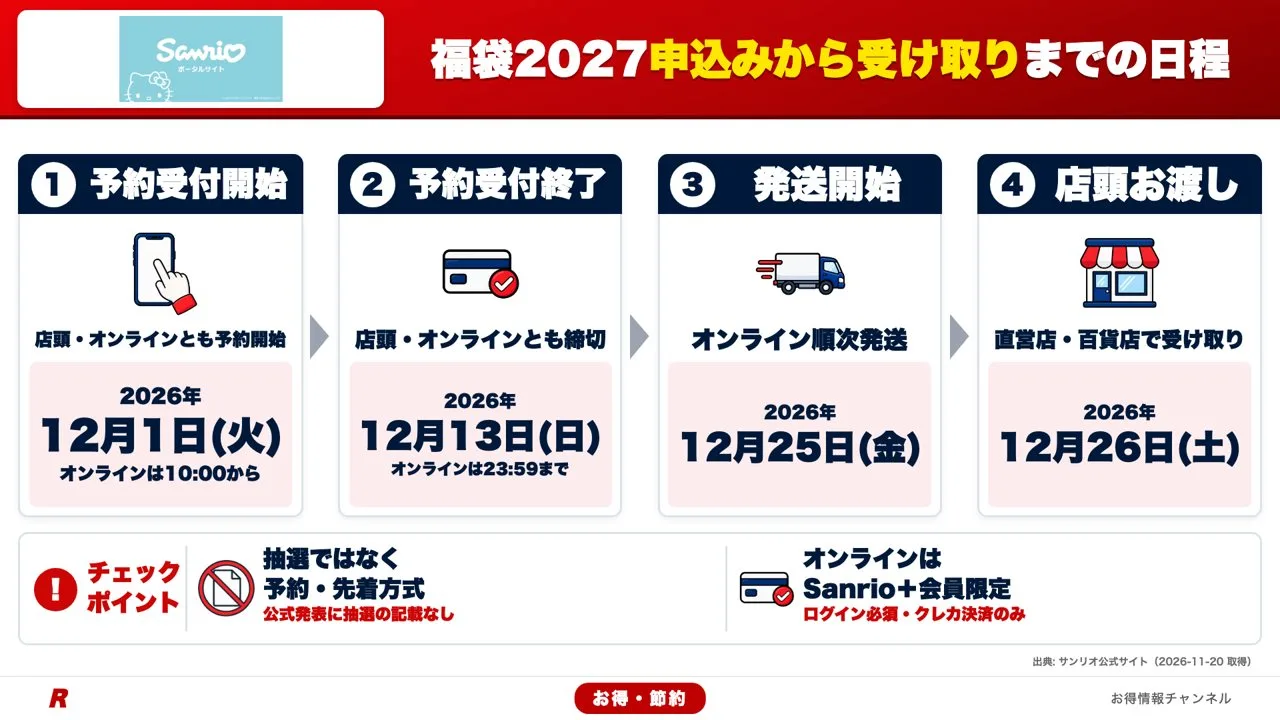 Sanrio
ポータルサイト
福袋2027申込みから受け取りまでの日程
1 予約受付開始
店頭・オンラインとも予約開始
2026年
12月1日(火)
オンラインは10:00から
2 予約受付終了
店頭・オンラインとも締切
2026年
12月13日(日)
オンラインは23:59まで
3 発送開始
オンライン順次発送
2026年
12月25日(金)
4 店頭お渡し
直営店・百貨店で受け取り
2026年
12月26日(土)
! チェック
ポイント
抽選ではなく
予約・先着方式
公式発表に抽選の記載なし
オンラインは
Sanrio+会員限定
ログイン必須・クレカ決済のみ
出典: サンリオ公式サイト（2026-11-20 取得）
R
お得・節約
お得情報チャンネル